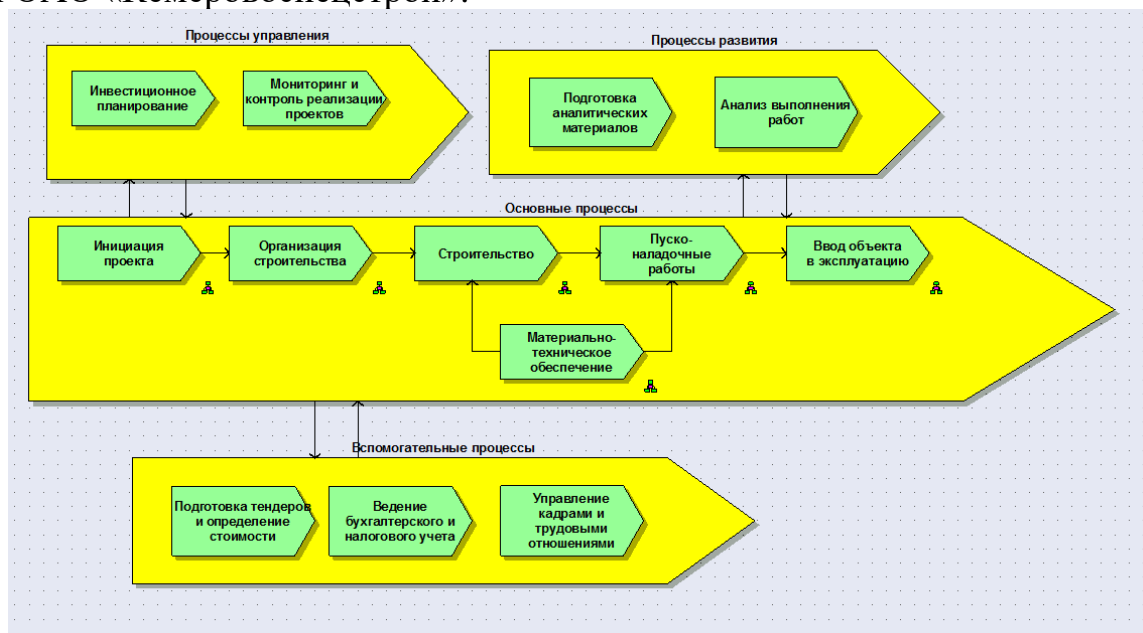 ОАО «Кемеровоспецстрой».
Процессы управления
Процессы развития
Инвестиционное
планирование
Мониторинг и
контроль реализации
проектов
Подготовка
аналитических
материалов
Анализ выполнения
работ
Основные процессы
Инициация
проекта
Организация
строительства
Строительство
Пуско-
наладочные
работы
Ввод объекта
в эксплуатацию
Материально-
техническое
обеспечение
Вспомогательные процессы
Подготовка тендеров
и определение
стоимости
Ведение
бухгалтерского и
налогового учета
Управление
кадрами и
трудовыми
отношениями